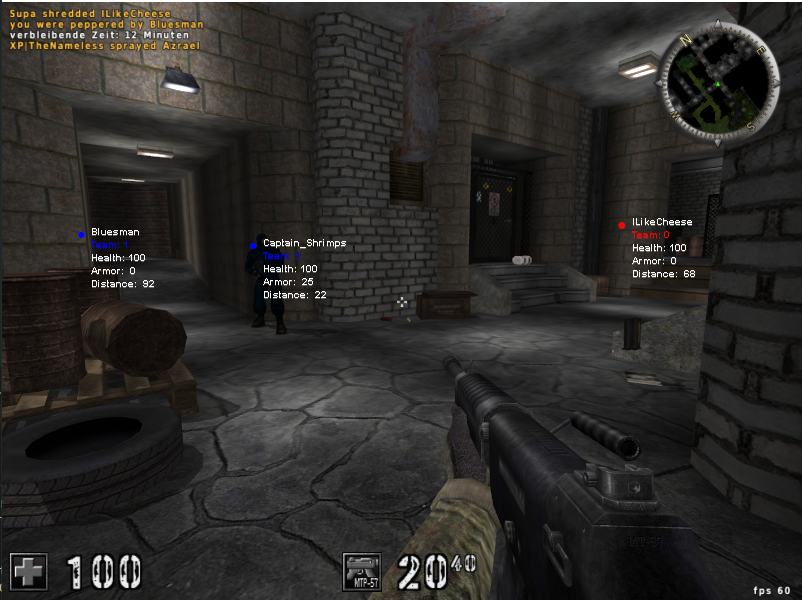 Supa shredded ILikeCheese
you were peppered by Bluesman
verbleibende Zeit: 12 Minuten
XP|TheNameless sprayed Azrael
N
E
S
W
Bluesman
Team: 1
Health: 100
Armor: 0
Distance: 92
Captain_Shrimps
Team: 1
Health: 100
Armor: 25
Distance: 22
ILikeCheese
Team: 0
Health: 100
Armor: 0
Distance: 68
100
MTP-57
20 40
fps 60